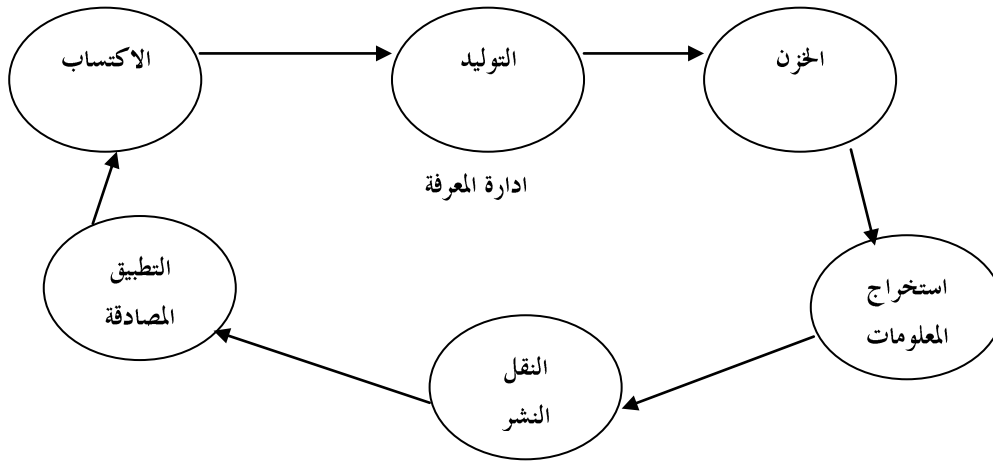 الاكتساب
التوليد
الخزن
ادارة المعرفة
استخراج
المعلومات
النقل
النشر
التطبيق
المصادقة